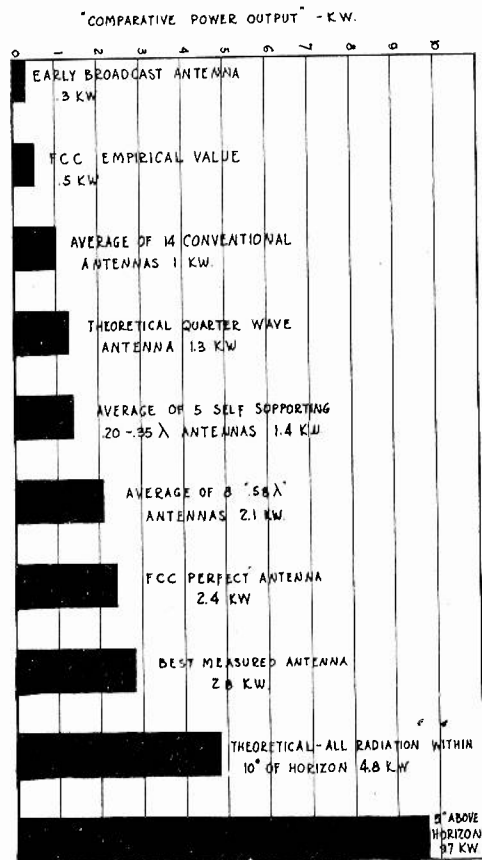 "COMPARATIVE POWER OUTPUT" - KW.
0 1 2 3 4 5 6 7 8 9 10
EARLY BROADCAST ANTENNA
.3 KW
FCC EMPIRICAL VALUE
.5 KW
AVERAGE OF 14 CONVENTIONAL
ANTENNAS 1 KW.
THEORETICAL QUARTER WAVE
ANTENNA 1.3 KW
AVERAGE OF 5 SELF SUPPORTING
.20-.35 λ ANTENNAS 1.4 KW
AVERAGE OF 8 ".58 λ"
ANTENNAS 2.1 KW.
FCC PERFECT" ANTENNA
2.4 KW
BEST MEASURED ANTENNA
2.8 KW.
THEORETICAL-ALL RADIATION WITHIN
10° OF HORIZON 4.8 KW
5° ABOVE
HORIZON
9.7 KW